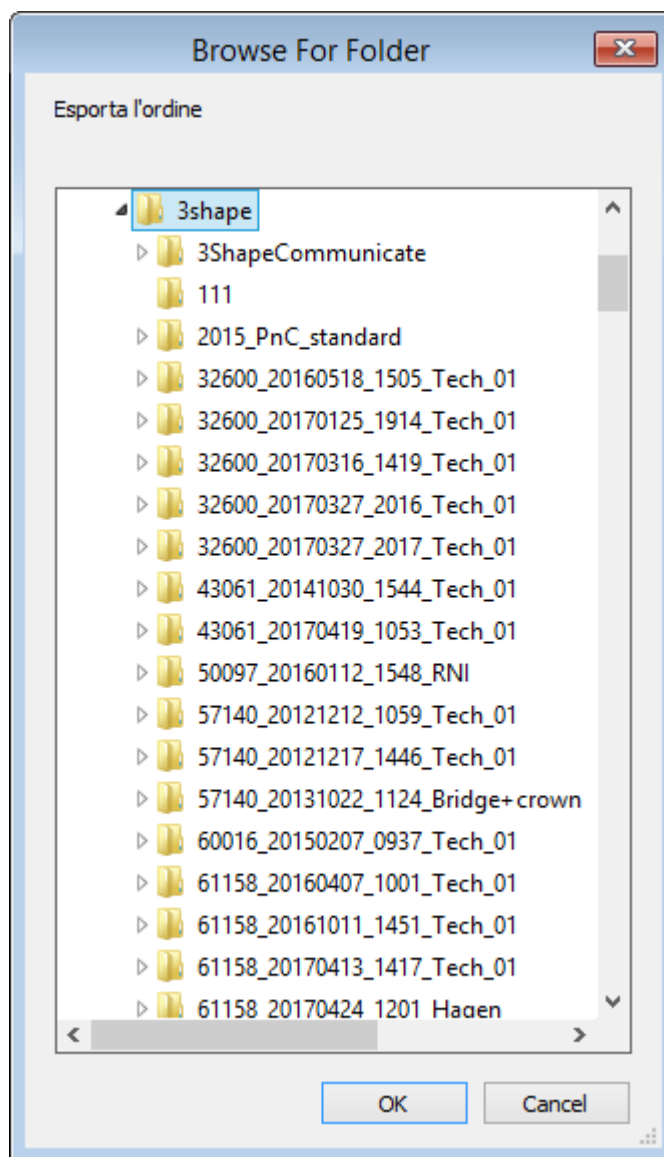 Browse For Folder
Esporta l'ordine
3shape
3ShapeCommunicate
111
2015_PnC_standard
32600_20160518_1505_Tech_01
32600_20170125_1914_Tech_01
32600_20170316_1419_Tech_01
32600_20170327_2016_Tech_01
32600_20170327_2017_Tech_01
43061_20141030_1544_Tech_01
43061_20170419_1053_Tech_01
50097_20160112_1548_RNI
57140_20121212_1059_Tech_01
57140_20121217_1446_Tech_01
57140_20131022_1124_Bridge+crown
60016_20150207_0937_Tech_01
61158_20160407_1001_Tech_01
61158_20161011_1451_Tech_01
61158_20170413_1417_Tech_01
61158_20170424_1201_Hagen
OK Cancel